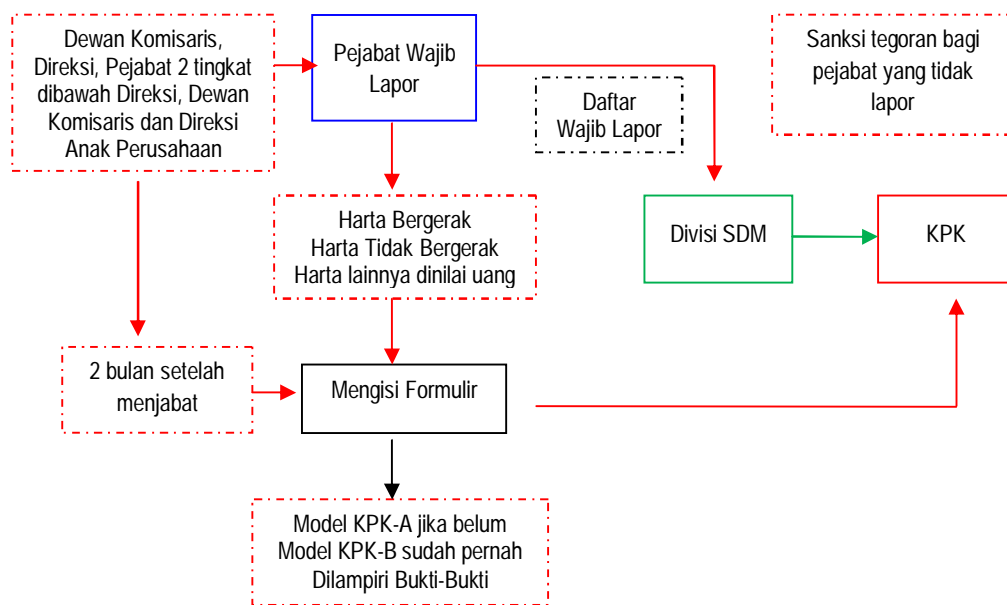 Dewan Komisaris,
Direksi, Pejabat 2 tingkat
dibawah Direksi, Dewan
Komisaris dan Direksi
Anak Perusahaan
Pejabat Wajib
Lapor
Daftar
Wajib Lapor
Sanksi tegoran bagi
pejabat yang tidak
lapor
Harta Bergerak
Harta Tidak Bergerak
Harta lainnya dinilai uang
Divisi SDM
KPK
2 bulan setelah
menjabat
Mengisi Formulir
Model KPK-A jika belum
Model KPK-B sudah pernah
Dilampiri Bukti-Bukti